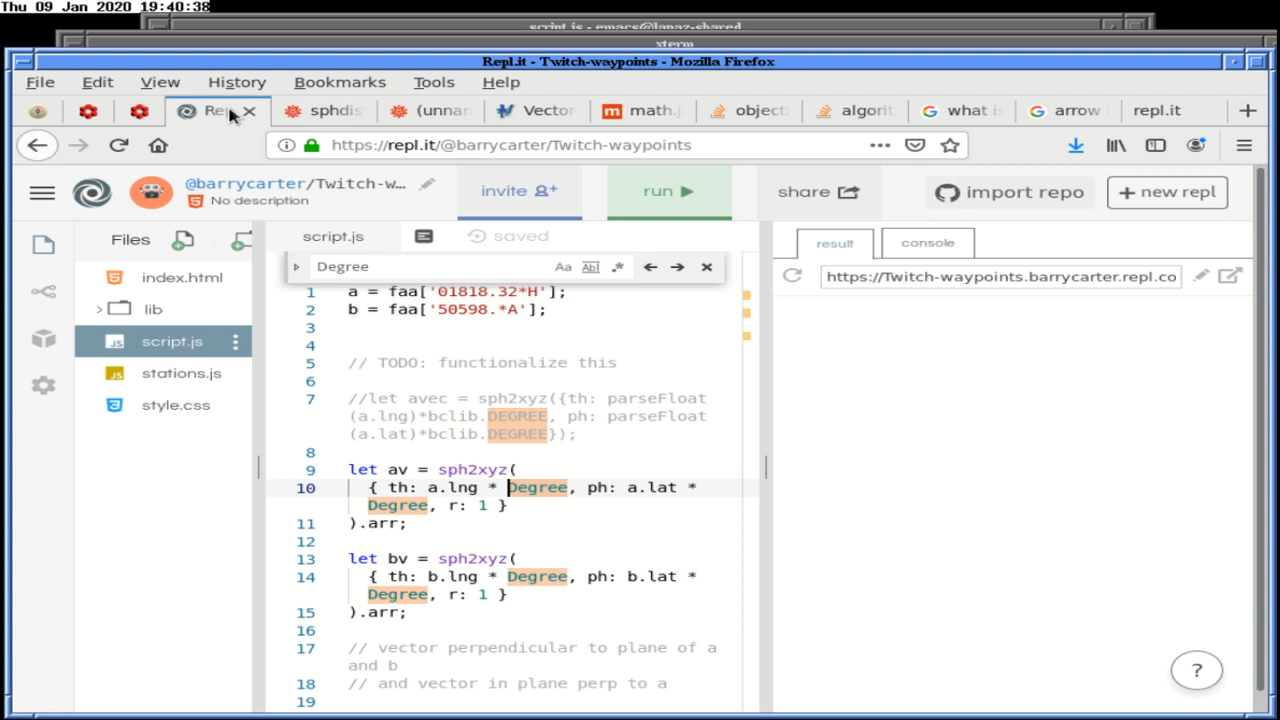 Thu 09 Jan 2020 19:40:38
script.js - emacs@lapaz-shared
xterm
Repl.it - Twitch-waypoints - Mozilla Firefox
File Edit View History Bookmarks Tools Help
Re sphdis (unna Vector math.j object algorit what is arrow repl.it
https://repl.it/@barrycarter/Twitch-waypoints
@barrycarter/Twitch-w...
No description
invite
run
share
import repo
+ new repl
Files
script.js
saved
result
console
Degree
Aa Abl .*
https://Twitch-waypoints.barrycarter.repl.co
index.html
lib
script.js
stations.js
style.css
1 a = faa['01818.32*H'];
2 b = faa['50598.*A'];
3
4
5 // TODO: functionalize this
6
7 //let avec = sph2xyz({th: parseFloat
(a.lng)*bclib.DEGREE, ph: parseFloat
(a.lat)*bclib.DEGREE});
8
9 let av = sph2xyz(
10 { th: a.lng * Degree, ph: a.lat *
Degree, r: 1 }
11 ).arr;
12
13 let bv = sph2xyz(
14 { th: b.lng * Degree, ph: b.lat *
Degree, r: 1 }
15 ).arr;
16
17 // vector perpendicular to plane of a
and b
18 // and vector in plane perp to a
19
?